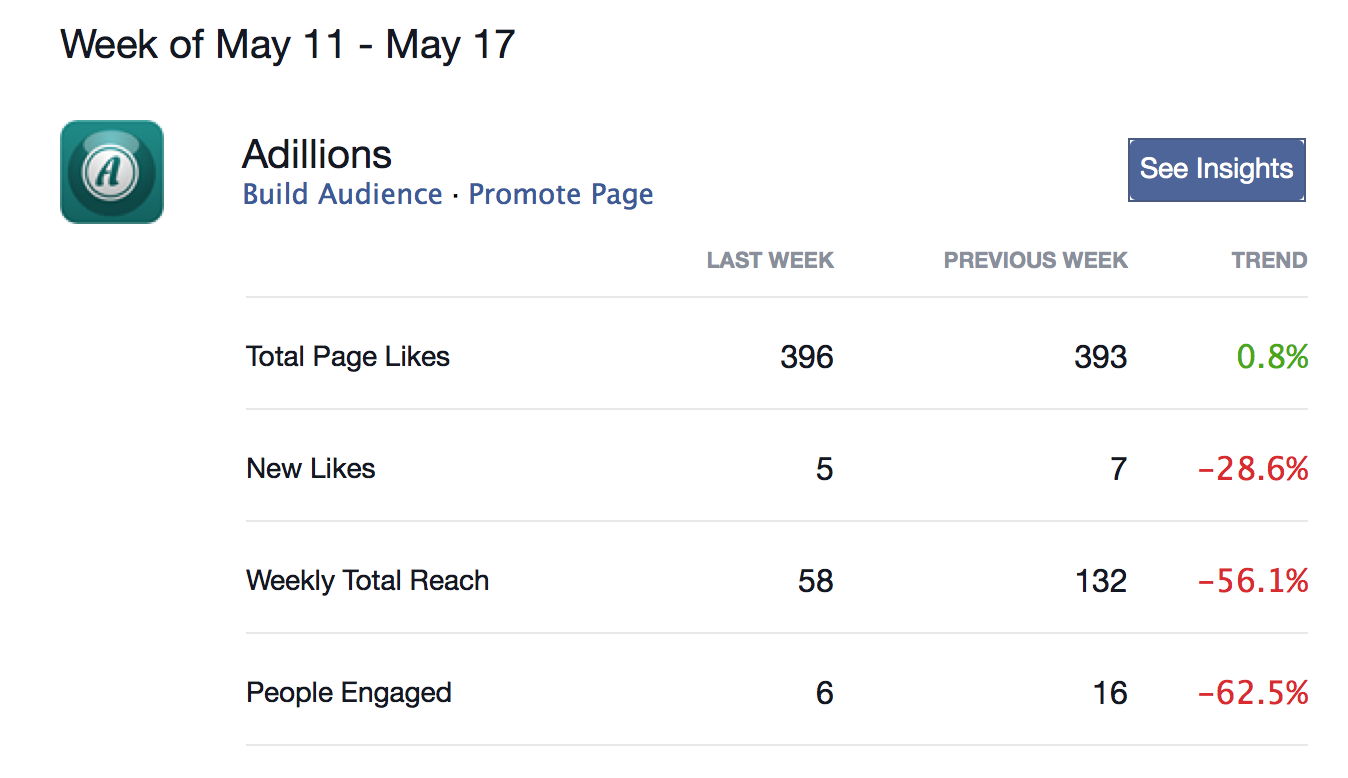 Week of May 11 - May 17
A
Adillions
Build Audience · Promote Page
See Insights
LAST WEEK PREVIOUS WEEK TREND
Total Page Likes 396 393 0.8%
New Likes 5 7 -28.6%
Weekly Total Reach 58 132 -56.1%
People Engaged 6 16 -62.5%